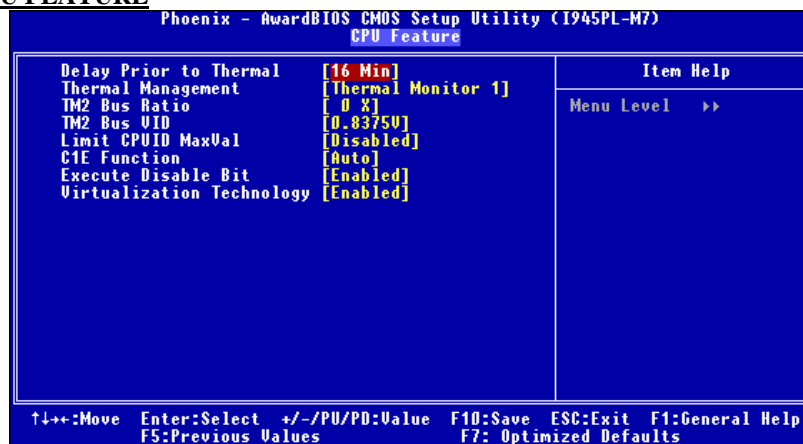 U FEATURE
Phoenix - AwardBIOS CMOS Setup Utility (I945PL-M7)
CPU Feature
Delay Prior to Thermal [16 Min]
Thermal Management [Thermal Monitor 1]
TM2 Bus Ratio [ 0 X]
TM2 Bus VID [0.8375V]
Limit CPUID MaxVal [Disabled]
C1E Function [Auto]
Execute Disable Bit [Enabled]
Virtualization Technology [Enabled]
Item Help
Menu Level ▸▸
↑↓→←:Move Enter:Select +/-/PU/PD:Value F10:Save ESC:Exit F1:General Help
F5:Previous Values F7: Optimized Defaults